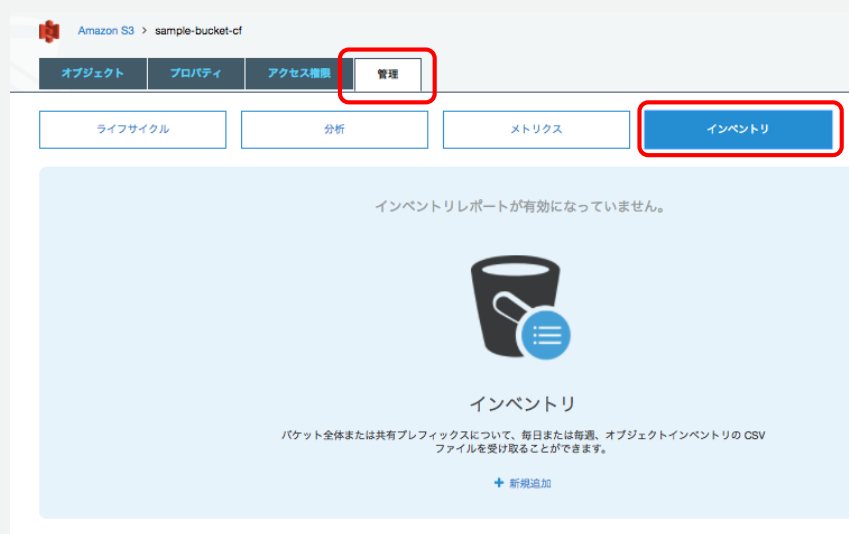 Amazon S3 > sample-bucket-cf
オブジェクト プロパティ アクセス権限 管理
ライフサイクル 分析 メトリクス インベントリ
インベントリレポートが有効になっていません。
インベントリ
バケット全体または共有プレフィックスについて、毎日または毎週、オブジェクトインベントリの CSV
ファイルを受け取ることができます。
+ 新規追加